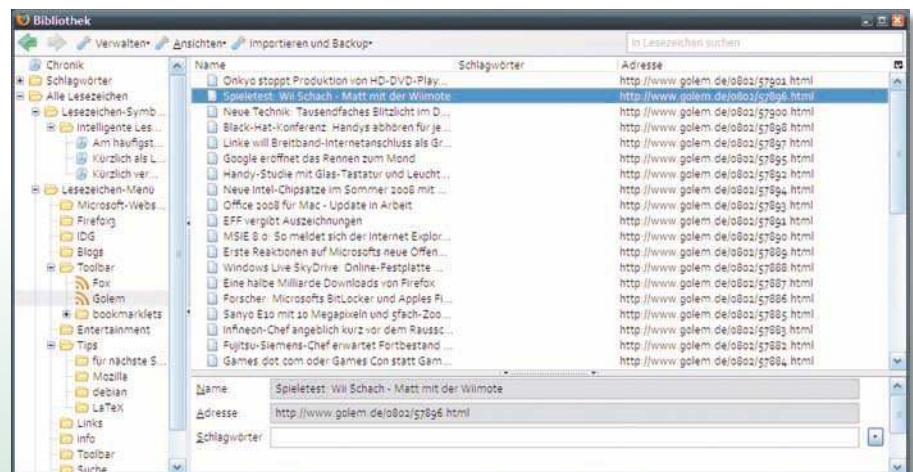 Bibliothek
Verwalten Ansichten Importieren und Backup In Lesezeichen suchen
Chronik
Schlagwörter
Alle Lesezeichen
Lesezeichen-Symb...
Intelligente Les...
Am häufigst...
Kürzlich als L...
Kürzlich ver...
Lesezeichen-Menü
Microsoft-Webs...
Firefox3
IDG
Blogs
Toolbar
Fox
Golem
bookmarklets
Entertainment
Tips
für nächste S...
Mozilla
debian
LaTeX
Links
info
Toolbar
Suche
Name Schlagwörter Adresse
Onkyo stoppt Produktion von HD-DVD-Play... http://www.golem.de/0802/57901.html
Spieletest: Wii Schach - Matt mit der Wiimote http://www.golem.de/0802/57896.html
Neue Technik: Tausendfaches Blitzlicht im D... http://www.golem.de/0802/57900.html
Black-Hat-Konferenz: Handys abhören für je... http://www.golem.de/0802/57898.html
Linke will Breitband-Internetanschluss als Gr... http://www.golem.de/0802/57897.html
Google eröffnet das Rennen zum Mond http://www.golem.de/0802/57895.html
Handy-Studie mit Glas-Tastatur und Leucht... http://www.golem.de/0802/57892.html
Neue Intel-Chipsätze im Sommer 2008 mit ... http://www.golem.de/0802/57894.html
Office 2008 für Mac - Update in Arbeit http://www.golem.de/0802/57893.html
EFF vergibt Auszeichnungen http://www.golem.de/0802/57891.html
MSIE 8.0: So meldet sich der Internet Explor... http://www.golem.de/0802/57890.html
Erste Reaktionen auf Microsofts neue Offen... http://www.golem.de/0802/57889.html
Windows Live SkyDrive: Online-Festplatte ... http://www.golem.de/0802/57888.html
Eine halbe Milliarde Downloads von Firefox http://www.golem.de/0802/57887.html
Forscher: Microsofts BitLocker und Apples Fi... http://www.golem.de/0802/57886.html
Sanyo E10 mit 10 Megapixeln und 5fach-Zoo... http://www.golem.de/0802/57885.html
Infineon-Chef angeblich kurz vor dem Raussc... http://www.golem.de/0802/57883.html
Fujitsu-Siemens-Chef erwartet Fortbestand ... http://www.golem.de/0802/57882.html
Games.dot.com oder Games Con statt Gam... http://www.golem.de/0802/57884.html
Name: Spieletest: Wii Schach - Matt mit der Wiimote
Adresse: http://www.golem.de/0802/57896.html
Schlagwörter: